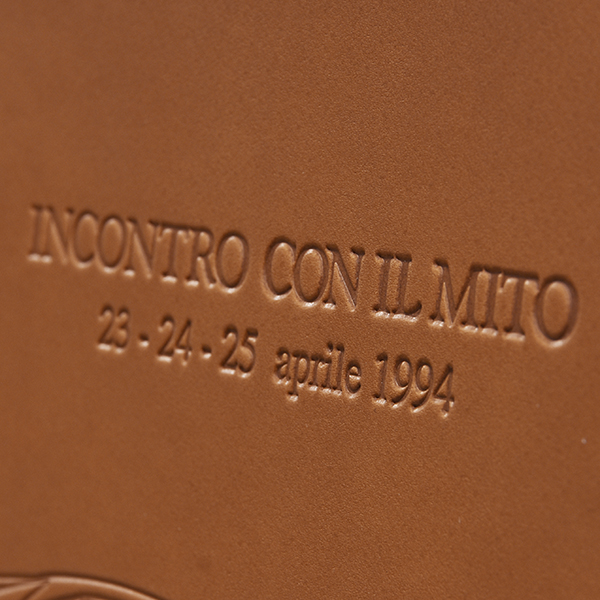 INCONTRO CON IL MITO
23 - 24 - 25 aprile 1994